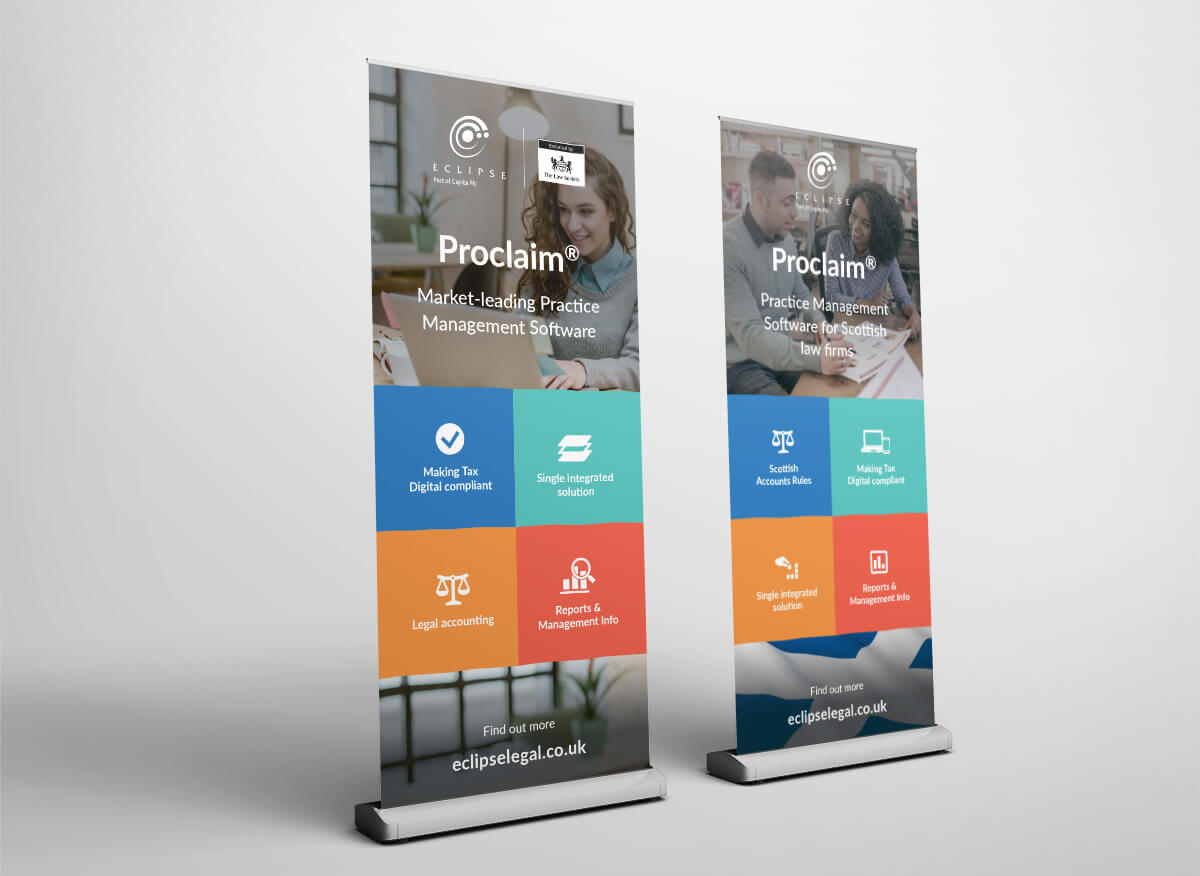 ECLIPSE
Part of Capita Plc
Endorsed by
The Law Society
Proclaim®
Market-leading Practice
Management Software
Making Tax
Digital compliant
Single integrated
solution
Legal accounting
Reports &
Management Info
Find out more
eclipselegal.co.uk
ECLIPSE
Part of Capita Plc
Proclaim®
Practice Management
Software for Scottish
law firms
Scottish
Accounts Rules
Making Tax
Digital compliant
Single integrated
solution
Reports &
Management Info
Find out more
eclipselegal.co.uk